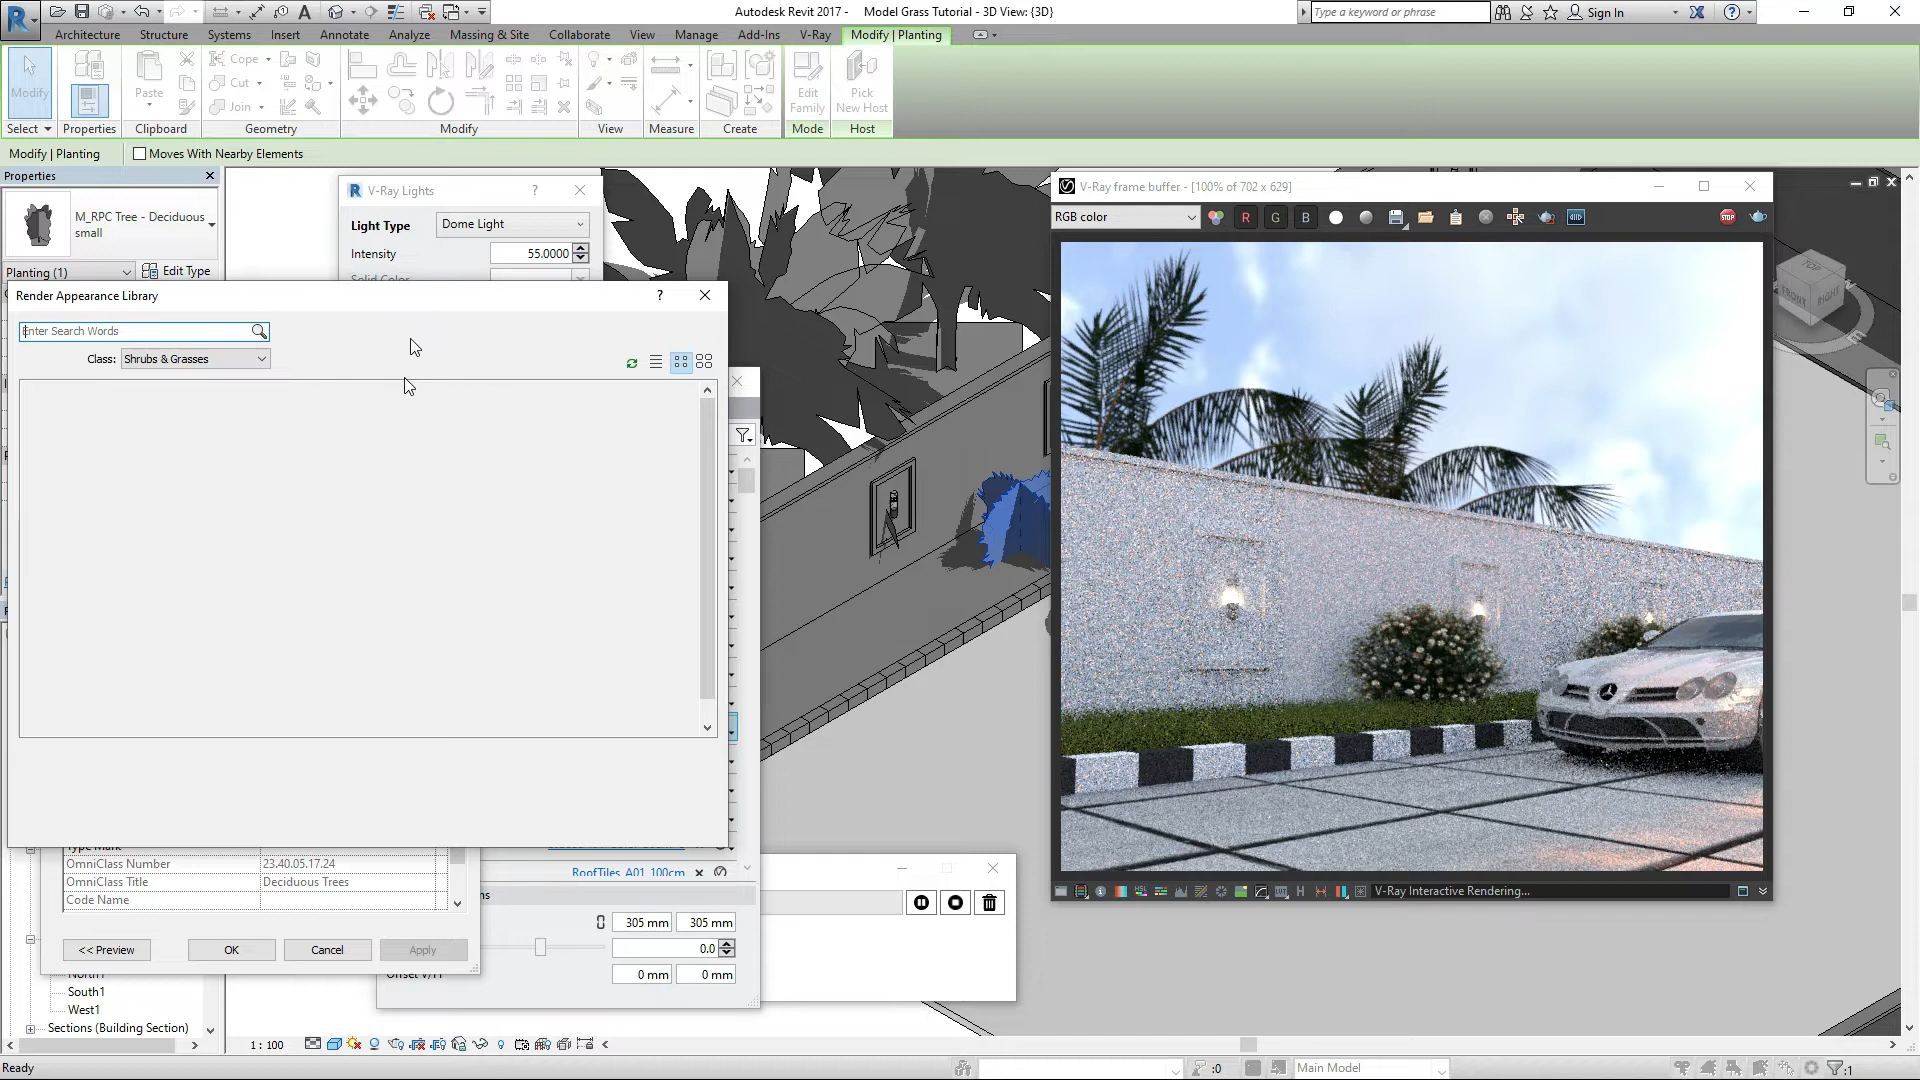 Autodesk Revit 2017 - Model Grass Tutorial - 3D View: {3D}
Type a keyword or phrase
Sign In
Architecture Structure Systems Insert Annotate Analyze Massing & Site Collaborate View Manage Add-Ins V-Ray Modify | Planting
Modify
Paste
Cope
Cut
Join
Edit Family
Pick New Host
Select Properties Clipboard Geometry Modify View Measure Create Mode Host
Modify | Planting
Moves With Nearby Elements
Properties
M_RPC Tree - Deciduous
small
Planting (1)
Edit Type
V-Ray Lights
Light Type
Dome Light
Intensity
55.0000
Render Appearance Library
Enter Search Words
Class:
Shrubs & Grasses
OmniClass Number 23.40.05.17.24
OmniClass Title Deciduous Trees
Code Name
<< Preview
OK
Cancel
Apply
RoofTiles_A01_100cm
305 mm 305 mm
0.0
0 mm 0 mm
South1
West1
Sections (Building Section)
1 : 100
Ready
:0
Main Model
:1
V-Ray frame buffer - [100% of 702 x 629]
RGB color
R G B
STOP
V-Ray Interactive Rendering...
TOP
FRONT
RIGHT